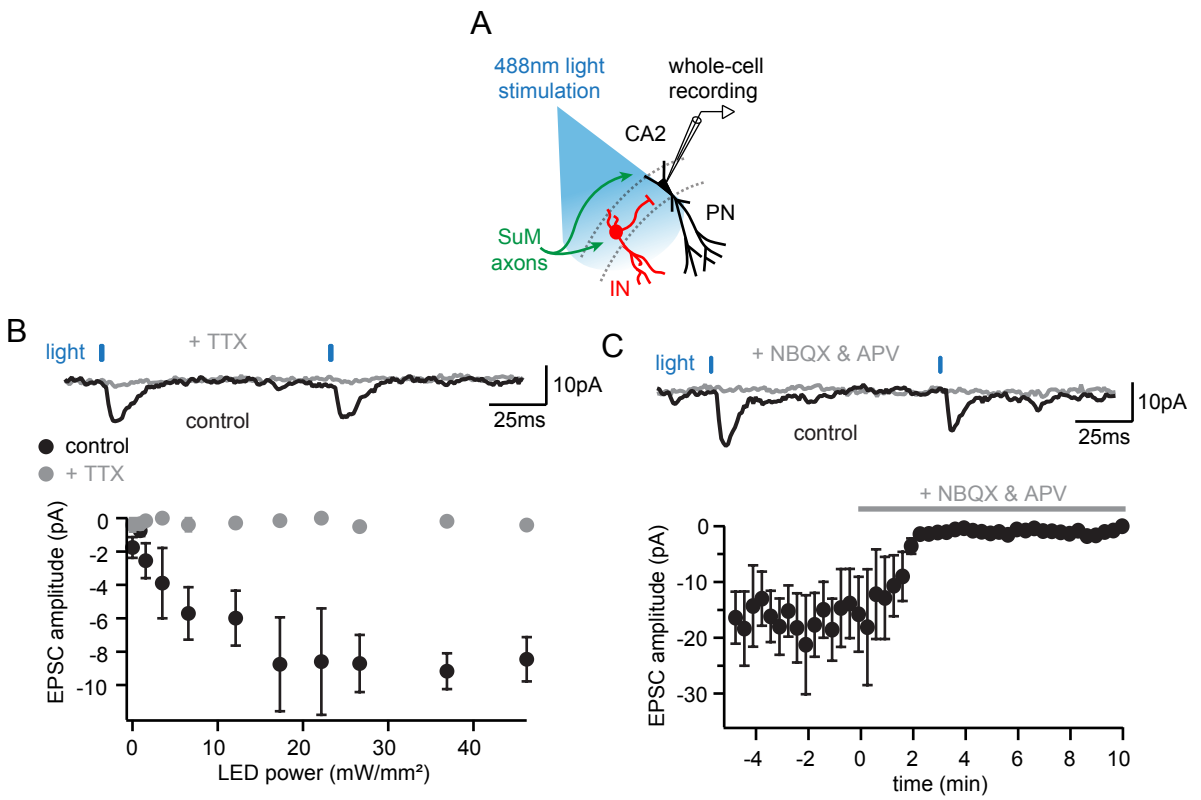 A
488nm light
stimulation
whole-cell
recording
CA2
PN
SuM
axons
IN
B
light
+ TTX
control
10pA
25ms
control
+ TTX
EPSC amplitude (pA)
0
-2
-4
-6
-8
-10
0 10 20 30 40
LED power (mW/mm²)
C
light
+ NBQX & APV
control
10pA
25ms
+ NBQX & APV
EPSC amplitude (pA)
0
-10
-20
-30
-4 -2 0 2 4 6 8 10
time (min)